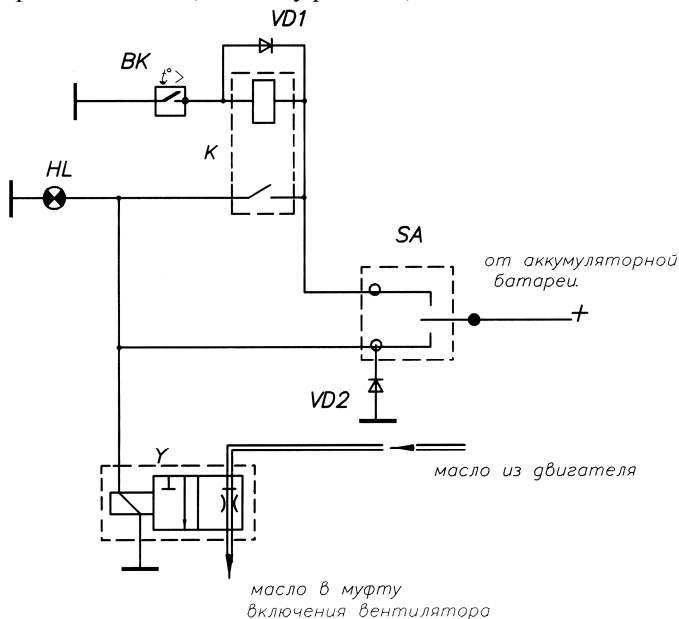 VD1
BK
t°>
K
HL
SA
от аккумуляторной
батареи.
+
VD2
Y
масло из двигателя
масло в муфту
включения вентилятора